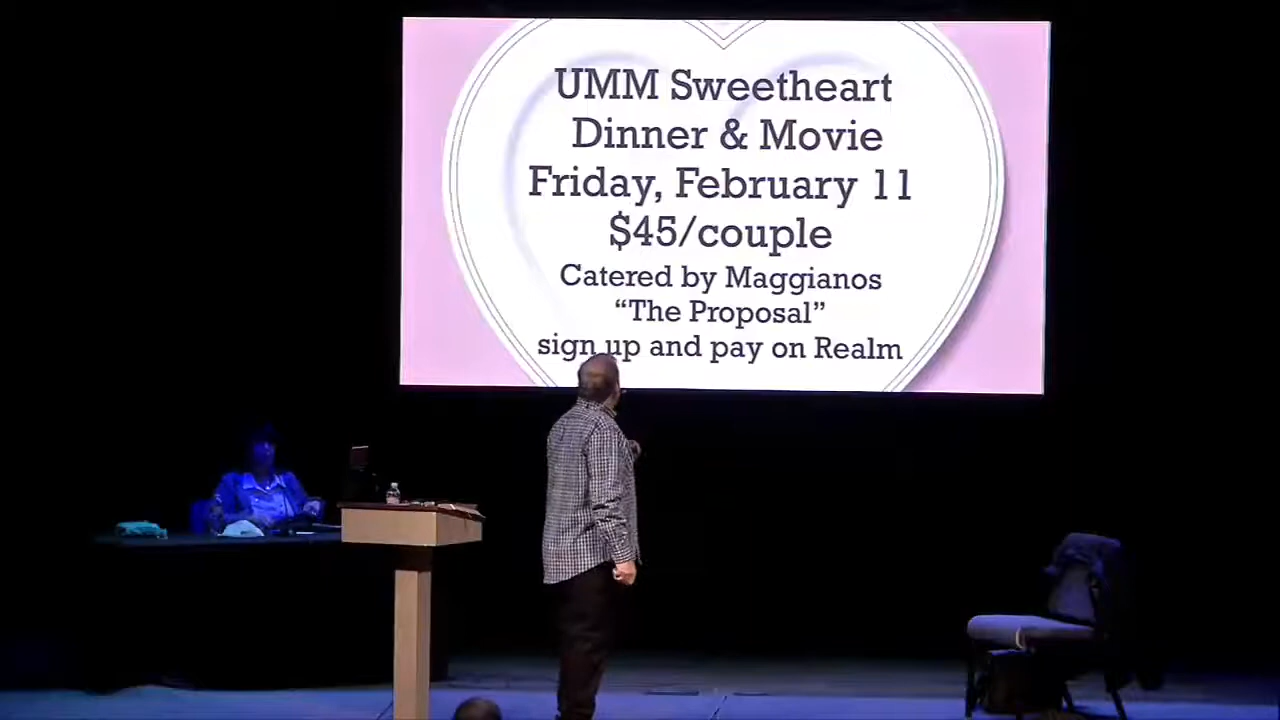 UMM Sweetheart
Dinner & Movie
Friday, February 11
$45/couple
Catered by Maggianos
“The Proposal”
sign up and pay on Realm